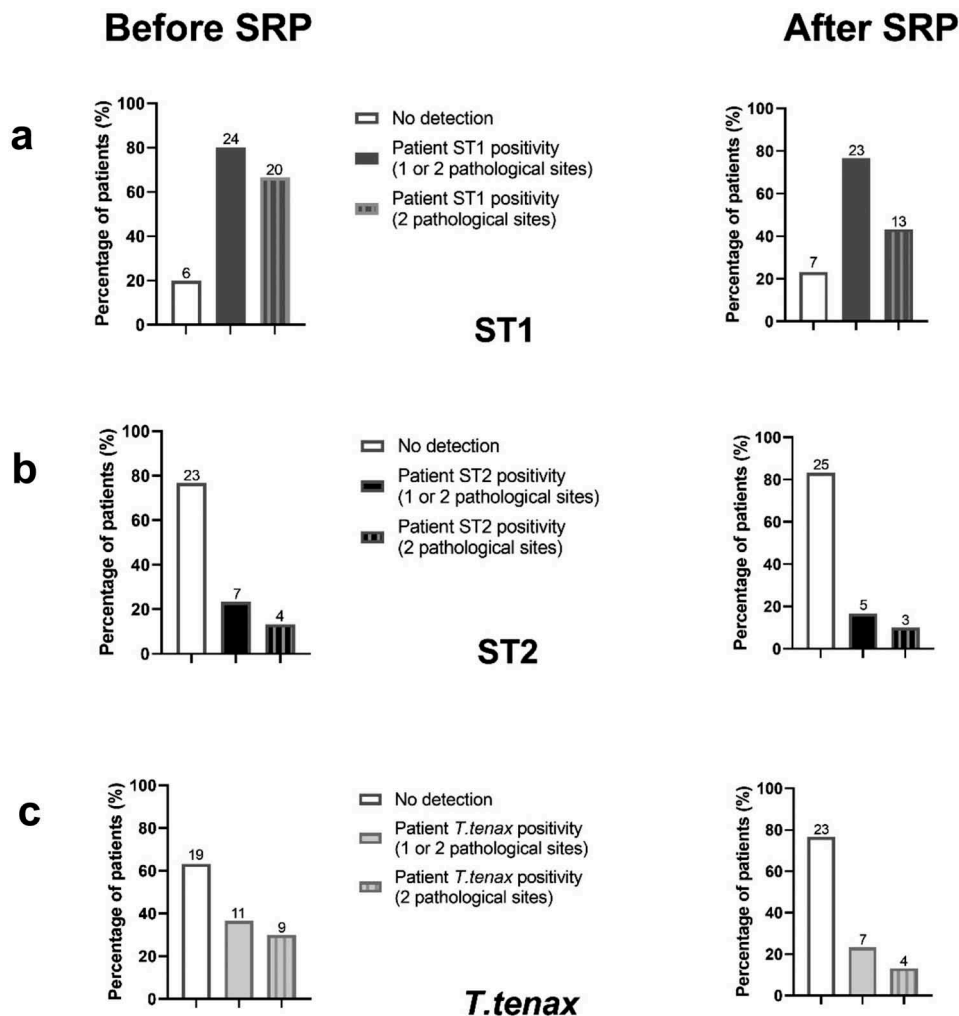 Before SRP
After SRP
a
Percentage of patients (%)
100
80
60
40
20
0
6
24
20
No detection
Patient ST1 positivity
(1 or 2 pathological sites)
Patient ST1 positivity
(2 pathological sites)
ST1
Percentage of patients (%)
100
80
60
40
20
0
7
23
13
b
Percentage of patients (%)
100
80
60
40
20
0
23
7
4
No detection
Patient ST2 positivity
(1 or 2 pathological sites)
Patient ST2 positivity
(2 pathological sites)
ST2
Percentage of patients (%)
100
80
60
40
20
0
25
5
3
c
Percentage of patients (%)
100
80
60
40
20
0
19
11
9
No detection
Patient T.tenax positivity
(1 or 2 pathological sites)
Patient T.tenax positivity
(2 pathological sites)
T.tenax
Percentage of patients (%)
100
80
60
40
20
0
23
7
4